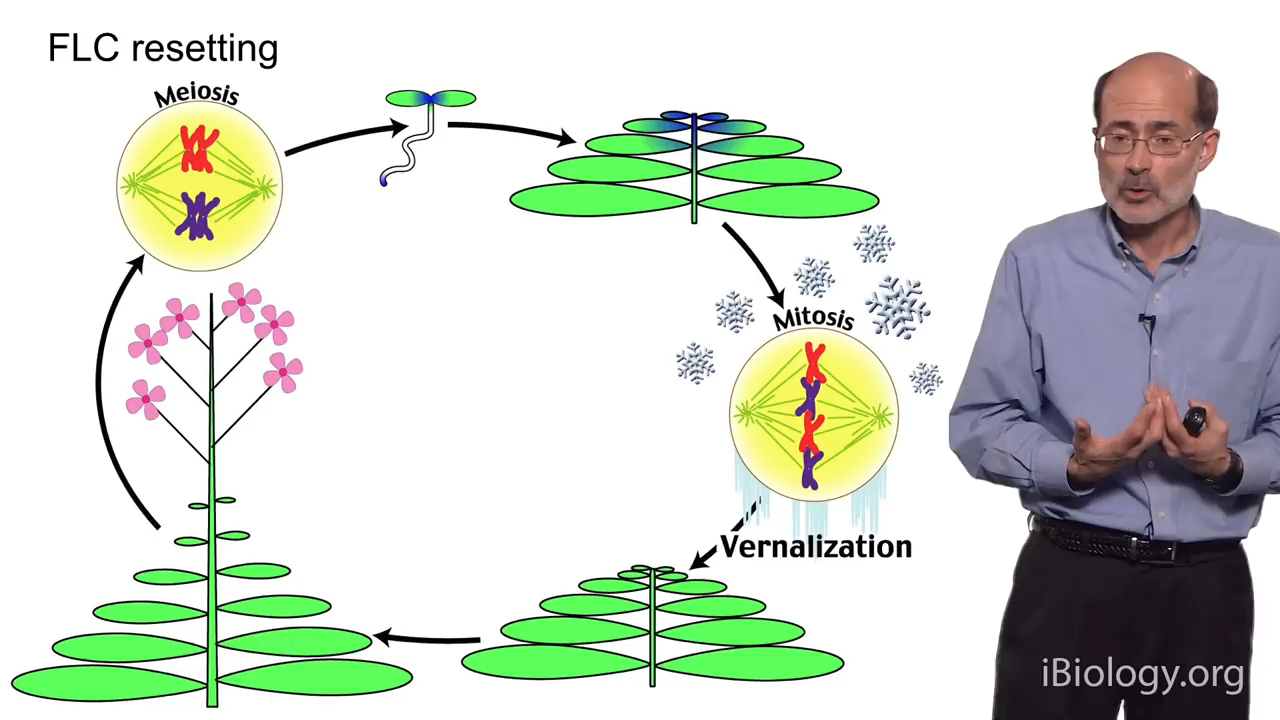 FLC resetting
Meiosis
Mitosis
Vernalization
iBiology.org